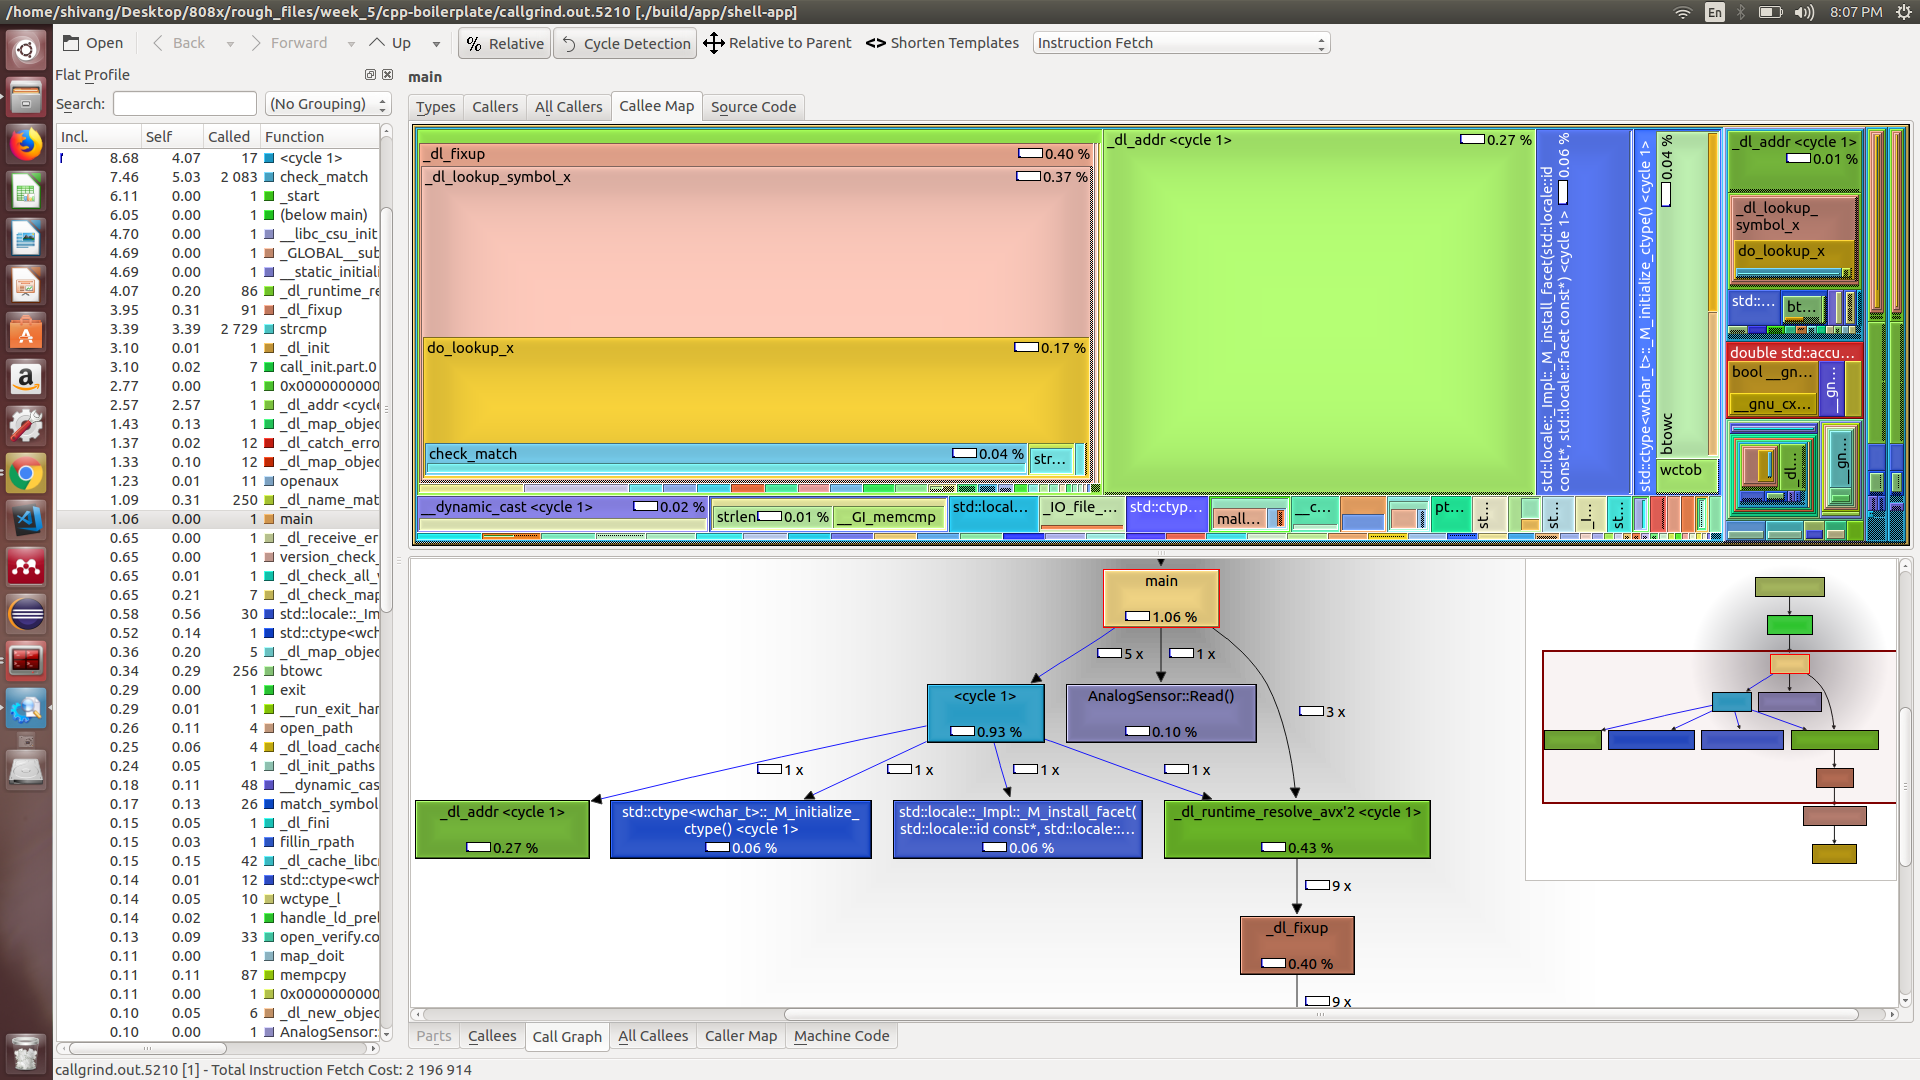 /home/shivang/Desktop/808x/rough_files/week_5/cpp-boilerplate/callgrind.out.5210 [./build/app/shell-app]
En 8:07 PM
Open Back Forward Up % Relative Cycle Detection Relative to Parent <> Shorten Templates Instruction Fetch
Flat Profile
Search: (No Grouping)
Incl. Self Called Function
8.68 4.07 17 <cycle 1>
7.46 5.03 2 083 check_match
6.11 0.00 1 _start
6.05 0.00 1 (below main)
4.70 0.00 1 __libc_csu_init
4.69 0.00 1 _GLOBAL__sub
4.69 0.00 1 __static_initiali
4.07 0.20 86 _dl_runtime_re
3.95 0.31 91 _dl_fixup
3.39 3.39 2 729 strcmp
3.10 0.01 1 _dl_init
3.10 0.02 7 call_init.part.0
2.77 0.00 1 0x0000000000
2.57 2.57 1 _dl_addr <cycle
1.43 0.13 1 _dl_map_objec
1.37 0.02 12 _dl_catch_erro
1.33 0.10 12 _dl_map_objec
1.23 0.01 11 openaux
1.09 0.31 250 _dl_name_mat
1.06 0.00 1 main
0.65 0.00 1 _dl_receive_er
0.65 0.00 1 version_check_
0.65 0.01 1 _dl_check_all_
0.65 0.21 7 _dl_check_map
0.58 0.56 30 std::locale::_Im
0.52 0.14 1 std::ctype<wch
0.36 0.20 5 _dl_map_objec
0.34 0.29 256 btowc
0.29 0.00 1 exit
0.29 0.01 1 __run_exit_han
0.26 0.11 4 open_path
0.25 0.06 4 _dl_load_cache
0.24 0.05 1 _dl_init_paths
0.18 0.11 48 __dynamic_cas
0.17 0.13 26 match_symbol
0.15 0.05 1 _dl_fini
0.15 0.03 1 fillin_rpath
0.15 0.15 42 _dl_cache_libc
0.14 0.01 12 std::ctype<wch
0.14 0.05 10 wctype_l
0.14 0.02 1 handle_ld_prel
0.13 0.09 33 open_verify.co
0.11 0.00 1 map_doit
0.11 0.11 87 mempcpy
0.11 0.00 1 0x0000000000
0.10 0.05 6 _dl_new_objec
0.10 0.00 1 AnalogSensor:
main
Types Callers All Callers Callee Map Source Code
_dl_fixup 0.40 %
_dl_lookup_symbol_x 0.37 %
do_lookup_x 0.17 %
check_match 0.04 %
str...
_dl_addr <cycle 1> 0.27 %
std::locale::_Impl::_M_install_facet(std::locale::id
const*, std::locale::facet const*) <cycle 1> 0.06 %
std::ctype<wchar_t>::_M_initialize_ctype() <cycle 1>
btowc 0.04 %
wctob
_dl_addr <cycle 1>
0.01 %
_dl_lookup_
symbol_x
do_lookup_x
std::...
bt...
double std::accu...
bool __gn...
__gnu_cx...
__gn...
_dl...
__gn...
__dynamic_cast <cycle 1> 0.02 %
strlen 0.01 %
__GI_memcmp
std::local...
_IO_file_...
std::ctyp...
mall...
__c...
pt...
st...
st...
_l...
st...
main
1.06 %
5 x
1 x
3 x
<cycle 1>
0.93 %
AnalogSensor::Read()
0.10 %
1 x
1 x
1 x
1 x
_dl_addr <cycle 1>
0.27 %
std::ctype<wchar_t>::_M_initialize_
ctype() <cycle 1>
0.06 %
std::locale::_Impl::_M_install_facet(
std::locale::id const*, std::locale::...
0.06 %
_dl_runtime_resolve_avx'2 <cycle 1>
0.43 %
9 x
_dl_fixup
0.40 %
9 x
Parts Callees Call Graph All Callees Caller Map Machine Code
callgrind.out.5210 [1] - Total Instruction Fetch Cost: 2 196 914